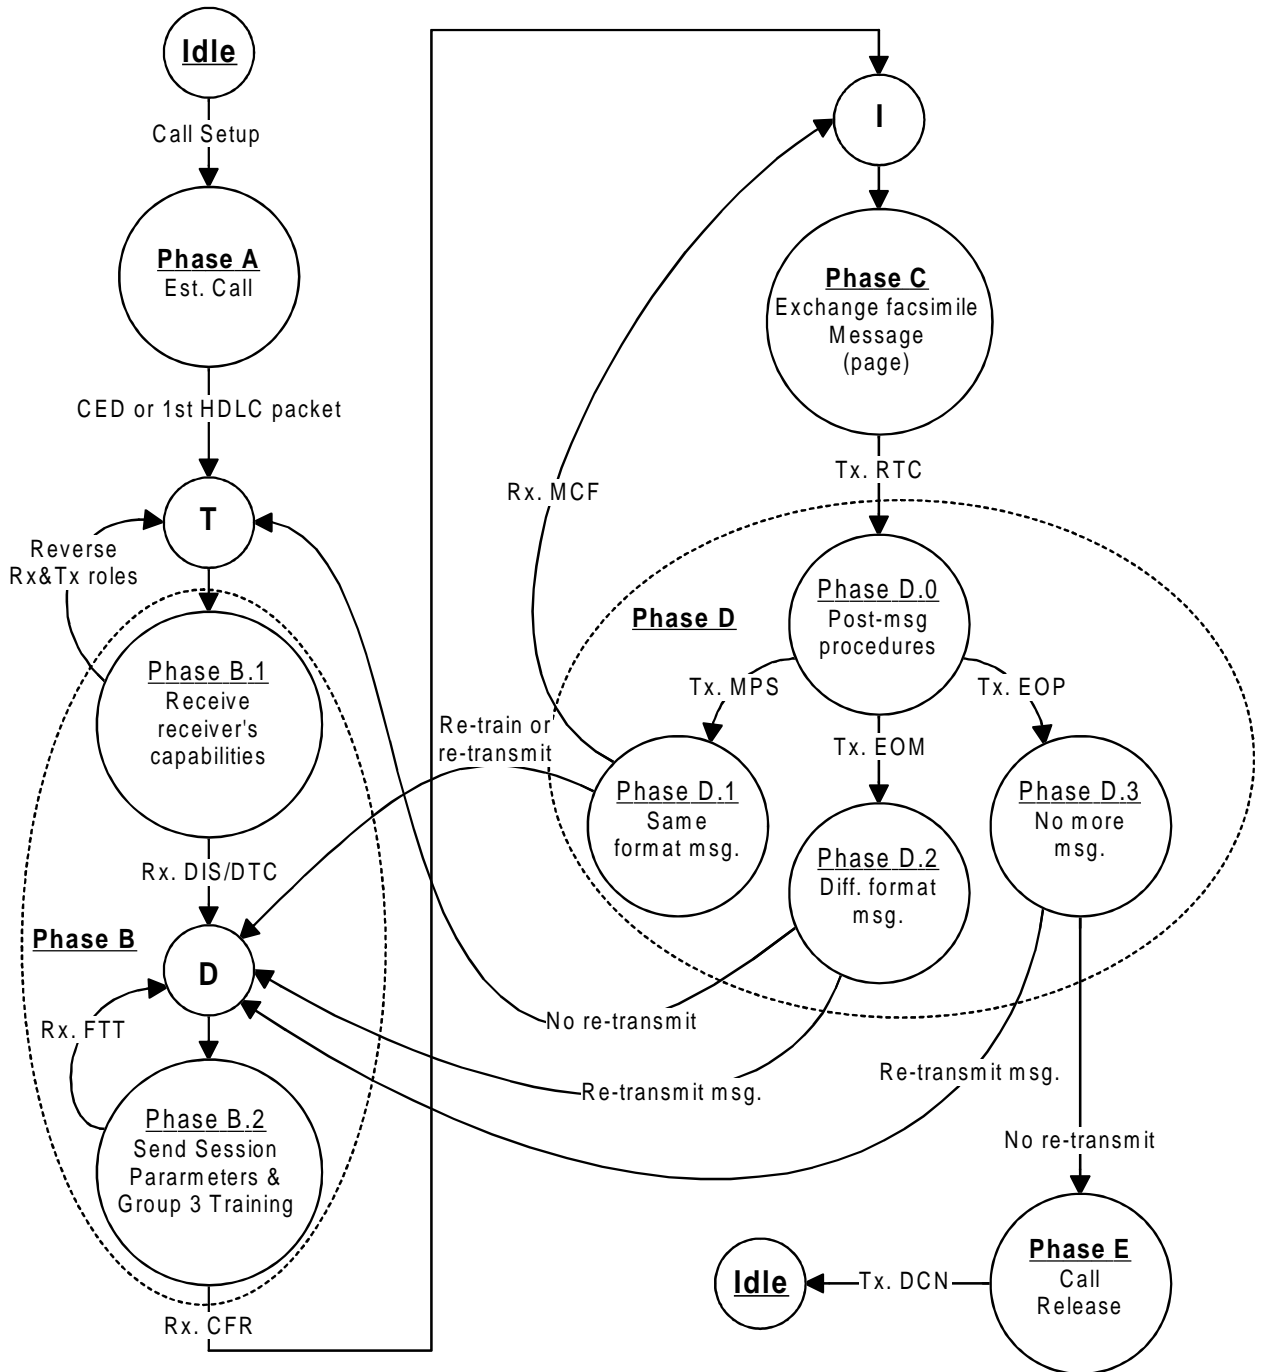 Idle
Call Setup
Phase A
Est. Call
CED or 1st HDLC packet
T
Reverse
Rx&Tx roles
Phase B.1
Receive
receiver's
capabilities
Rx. DIS/DTC
Phase B
D
Rx. FTT
Phase B.2
Send Session
Pararmeters &
Group 3 Training
Rx. CFR
I
Phase C
Exchange facsimile
Message
(page)
Tx. RTC
Rx. MCF
Phase D
Phase D.0
Post-msg
procedures
Tx. MPS
Tx. EOM
Tx. EOP
Re-train or
re-transmit
Phase D.1
Same
format msg.
Phase D.2
Diff. format
msg.
Phase D.3
No more
msg.
No re-transmit
Re-transmit msg.
Re-transmit msg.
No re-transmit
Phase E
Call
Release
Tx. DCN
Idle